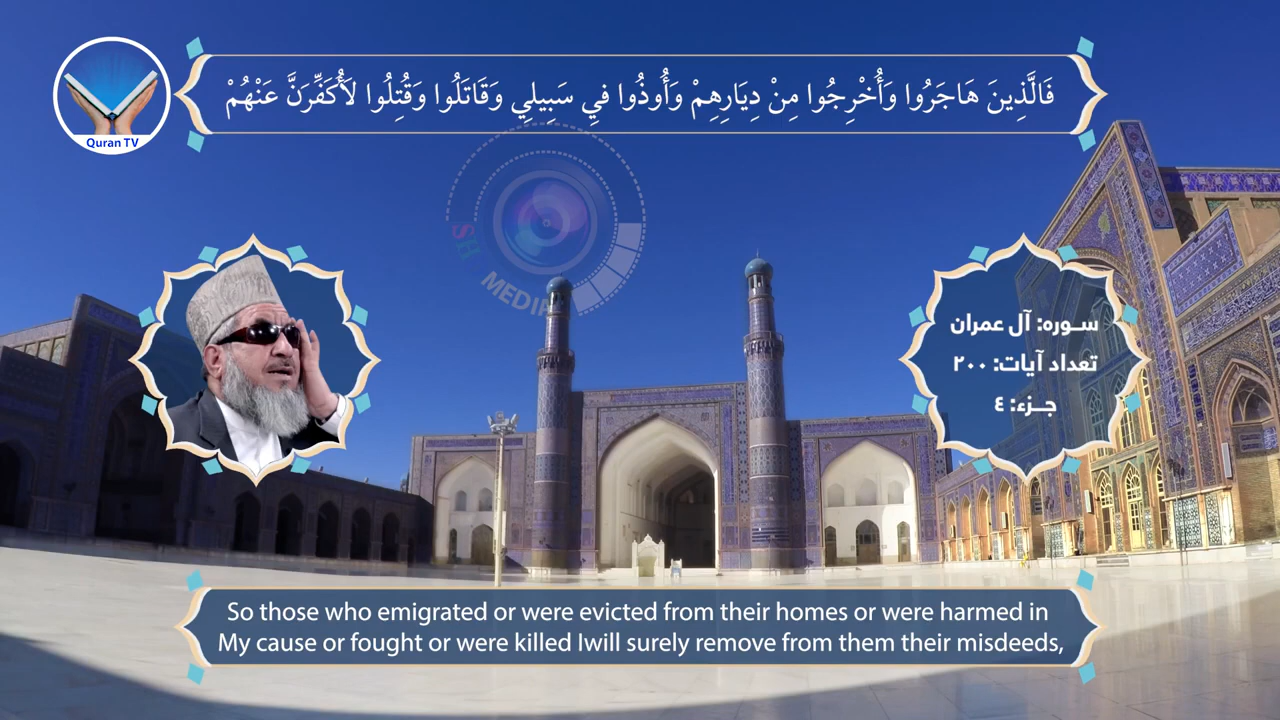 فَالَّذِينَ هَاجَرُوا وَأُخْرِجُوا مِنْ دِيَارِهِمْ وَأُوذُوا فِي سَبِيلِي وَقَاتَلُوا وَقُتِلُوا لَأُكَفِّرَنَّ عَنْهُمْ
Quran TV
MEDIA
سوره: آل عمران
تعداد آیات: ٢٠٠
جزء: ٤
So those who emigrated or were evicted from their homes or were harmed in
My cause or fought or were killed Iwill surely remove from them their misdeeds,